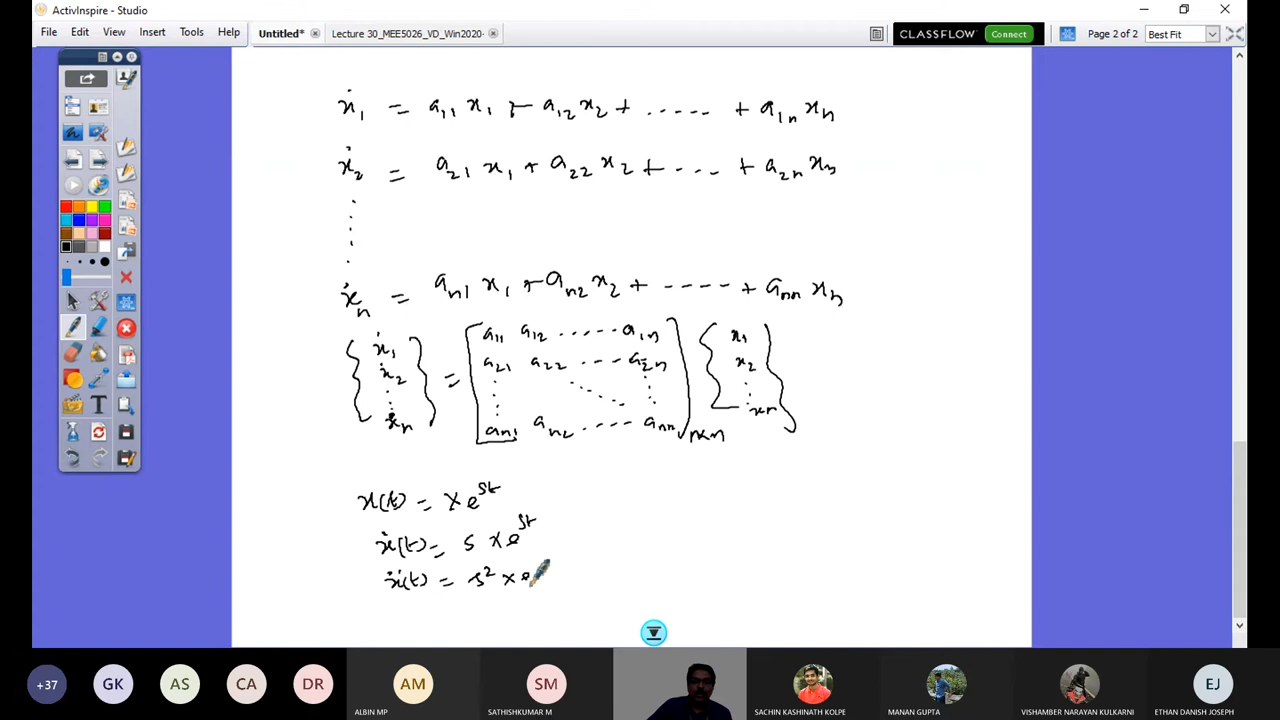 ActivInspire - Studio
File Edit View Insert Tools Help Untitled* Lecture 30_MEE5026_VD_Win2020- CLASSFLOW Connect Page 2 of 2 Best Fit
ẋ₁ = a₁₁ x₁ + a₁₂ x₂ + ..... + a₁ₙ xₙ
ẋ₂ = a₂₁ x₁ + a₂₂ x₂ + ... + a₂ₙ xₙ
ẋₙ = aₙ₁ x₁ + aₙ₂ x₂ + ----- + aₙₙ xₙ
{ẋ₁ ẋ₂ ⋮ ẋₙ} = [a₁₁ a₁₂ ..... a₁ₙ
a₂₁ a₂₂ --- a₂ₙ
⋮ ⋱ ⋮
aₙ₁ aₙ₂ ---- aₙₙ]ₙₓₙ {x₁ x₂ ⋮ xₙ}
x(t) = X e^st
ẋ(t) = s X e^st
ẍ(t) = s² X e
+37 GK AS CA DR AM SM EJ
ALBIN MP SATHISHKUMAR M SACHIN KASHINATH KOLPE MANAN GUPTA VISHAMBER NARAYAN KULKARNI ETHAN DANISH JOSEPH